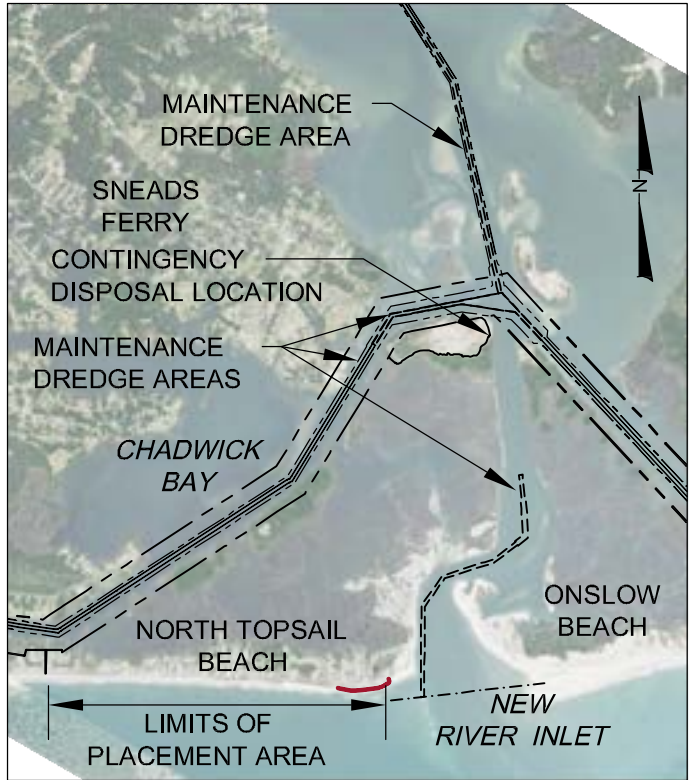 MAINTENANCE
DREDGE AREA
N
SNEADS
FERRY
CONTINGENCY
DISPOSAL LOCATION
MAINTENANCE
DREDGE AREAS
CHADWICK
BAY
ONSLOW
BEACH
NORTH TOPSAIL
BEACH
NEW
RIVER INLET
LIMITS OF
PLACEMENT AREA